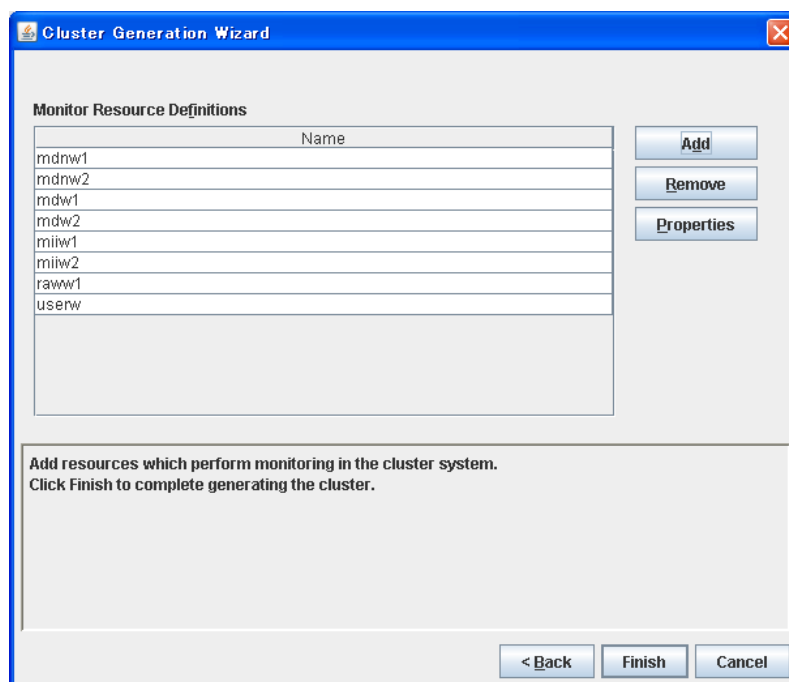 Cluster Generation Wizard
Monitor Resource Definitions
Name
mdnw1
mdnw2
mdw1
mdw2
miiw1
miiw2
raww1
userw
Add
Remove
Properties
Add resources which perform monitoring in the cluster system.
Click Finish to complete generating the cluster.
< Back
Finish
Cancel